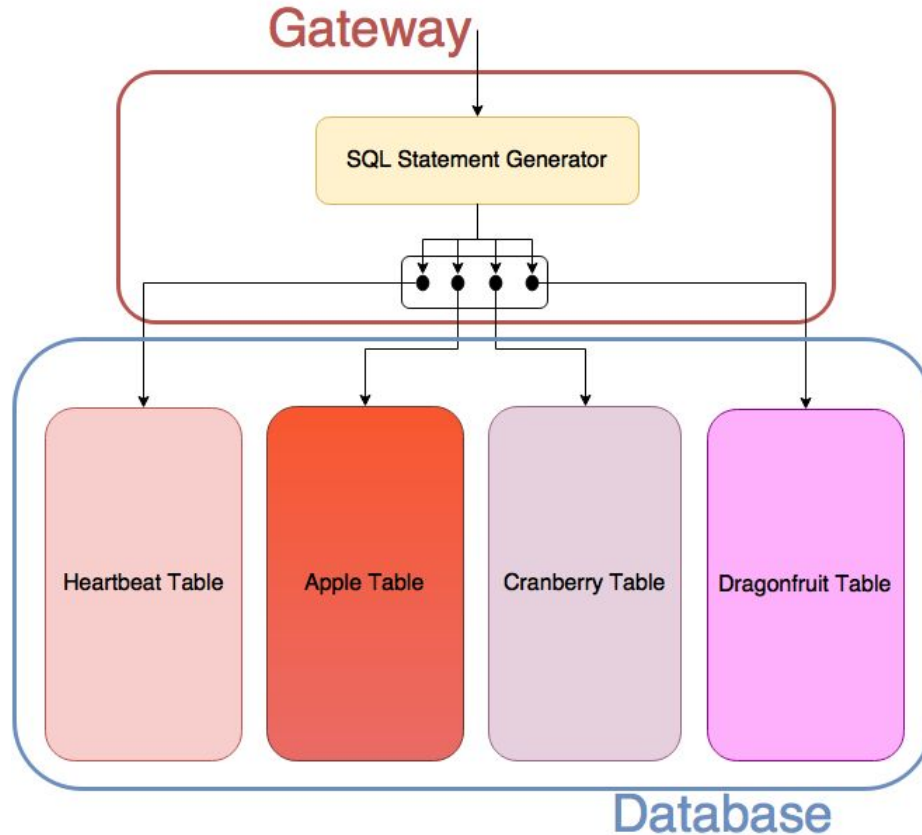 Gateway
SQL Statement Generator
Heartbeat Table
Apple Table
Cranberry Table
Dragonfruit Table
Database